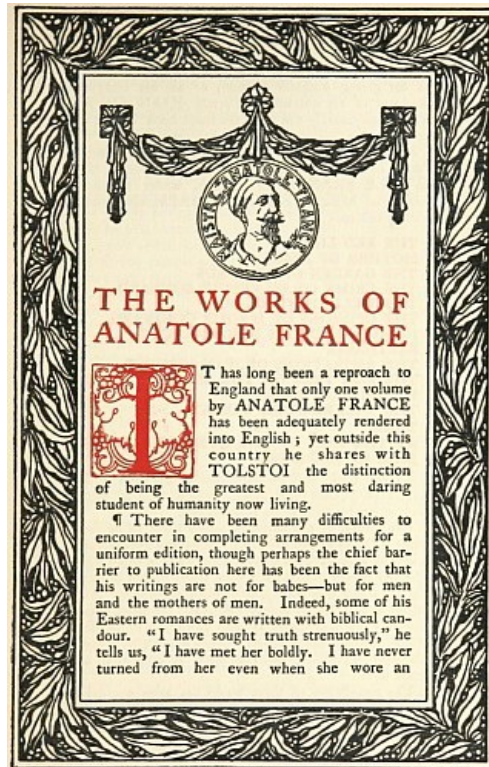 MAISTRE·ANATOLE·FRANCE
THE WORKS OF
ANATOLE FRANCE
IT has long been a reproach to
England that only one volume
by ANATOLE FRANCE
has been adequately rendered
into English ; yet outside this
country he shares with
TOLSTOI the distinction
of being the greatest and most daring
student of humanity now living.
¶ There have been many difficulties to
encounter in completing arrangements for a
uniform edition, though perhaps the chief bar-
rier to publication here has been the fact that
his writings are not for babes—but for men
and the mothers of men. Indeed, some of his
Eastern romances are written with biblical can-
dour. “I have sought truth strenuously,” he
tells us, “I have met her boldly. I have never
turned from her even when she wore an